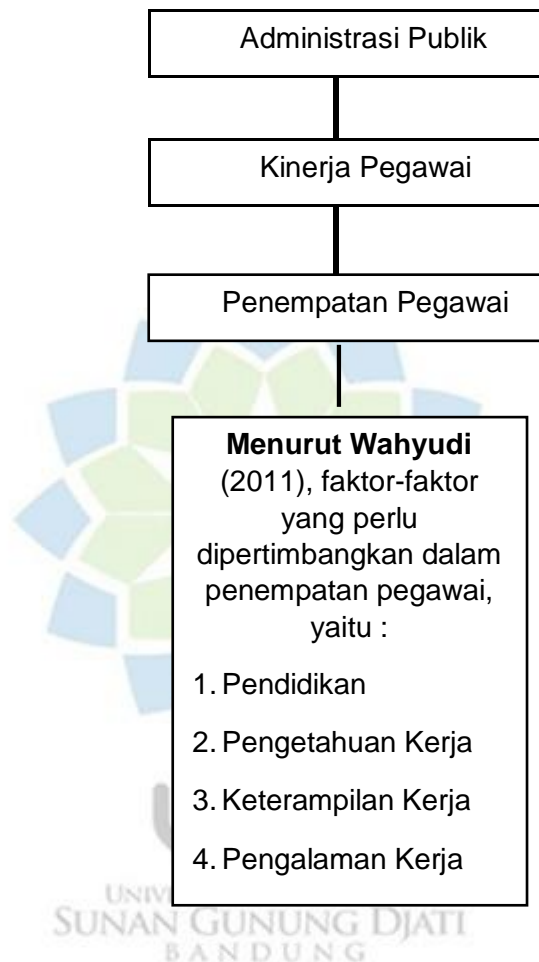 Administrasi Publik
Kinerja Pegawai
Penempatan Pegawai
Menurut Wahyudi
(2011), faktor-faktor
yang perlu
dipertimbangkan dalam
penempatan pegawai,
yaitu :
1. Pendidikan
2. Pengetahuan Kerja
3. Keterampilan Kerja
4. Pengalaman Kerja
SUNAN GUNUNG DJATI
BANDUNG